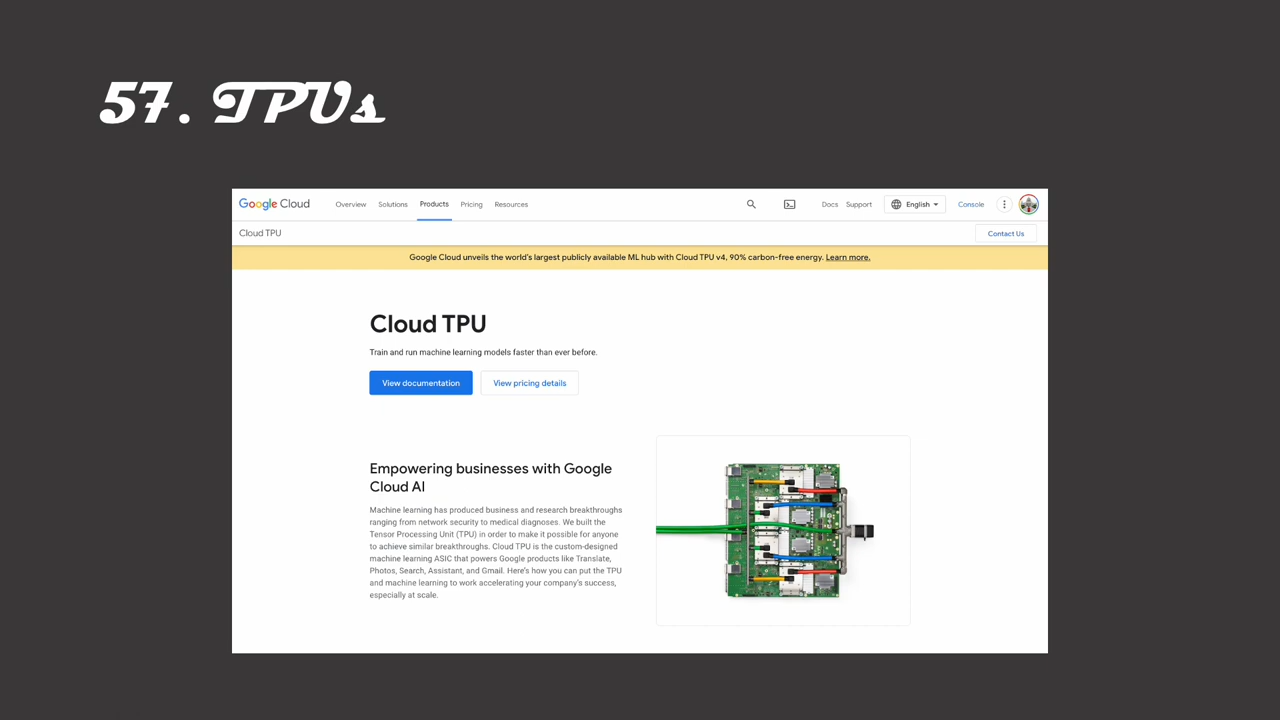 57. TPUs
Google Cloud Overview Solutions Products Pricing Resources Docs Support English Console
Cloud TPU Contact Us
Google Cloud unveils the world's largest publicly available ML hub with Cloud TPU v4, 90% carbon-free energy. Learn more.
Cloud TPU
Train and run machine learning models faster than ever before.
View documentation View pricing details
Empowering businesses with Google
Cloud AI
Machine learning has produced business and research breakthroughs
ranging from network security to medical diagnoses. We built the
Tensor Processing Unit (TPU) in order to make it possible for anyone
to achieve similar breakthroughs. Cloud TPU is the custom-designed
machine learning ASIC that powers Google products like Translate,
Photos, Search, Assistant, and Gmail. Here's how you can put the TPU
and machine learning to work accelerating your company's success,
especially at scale.